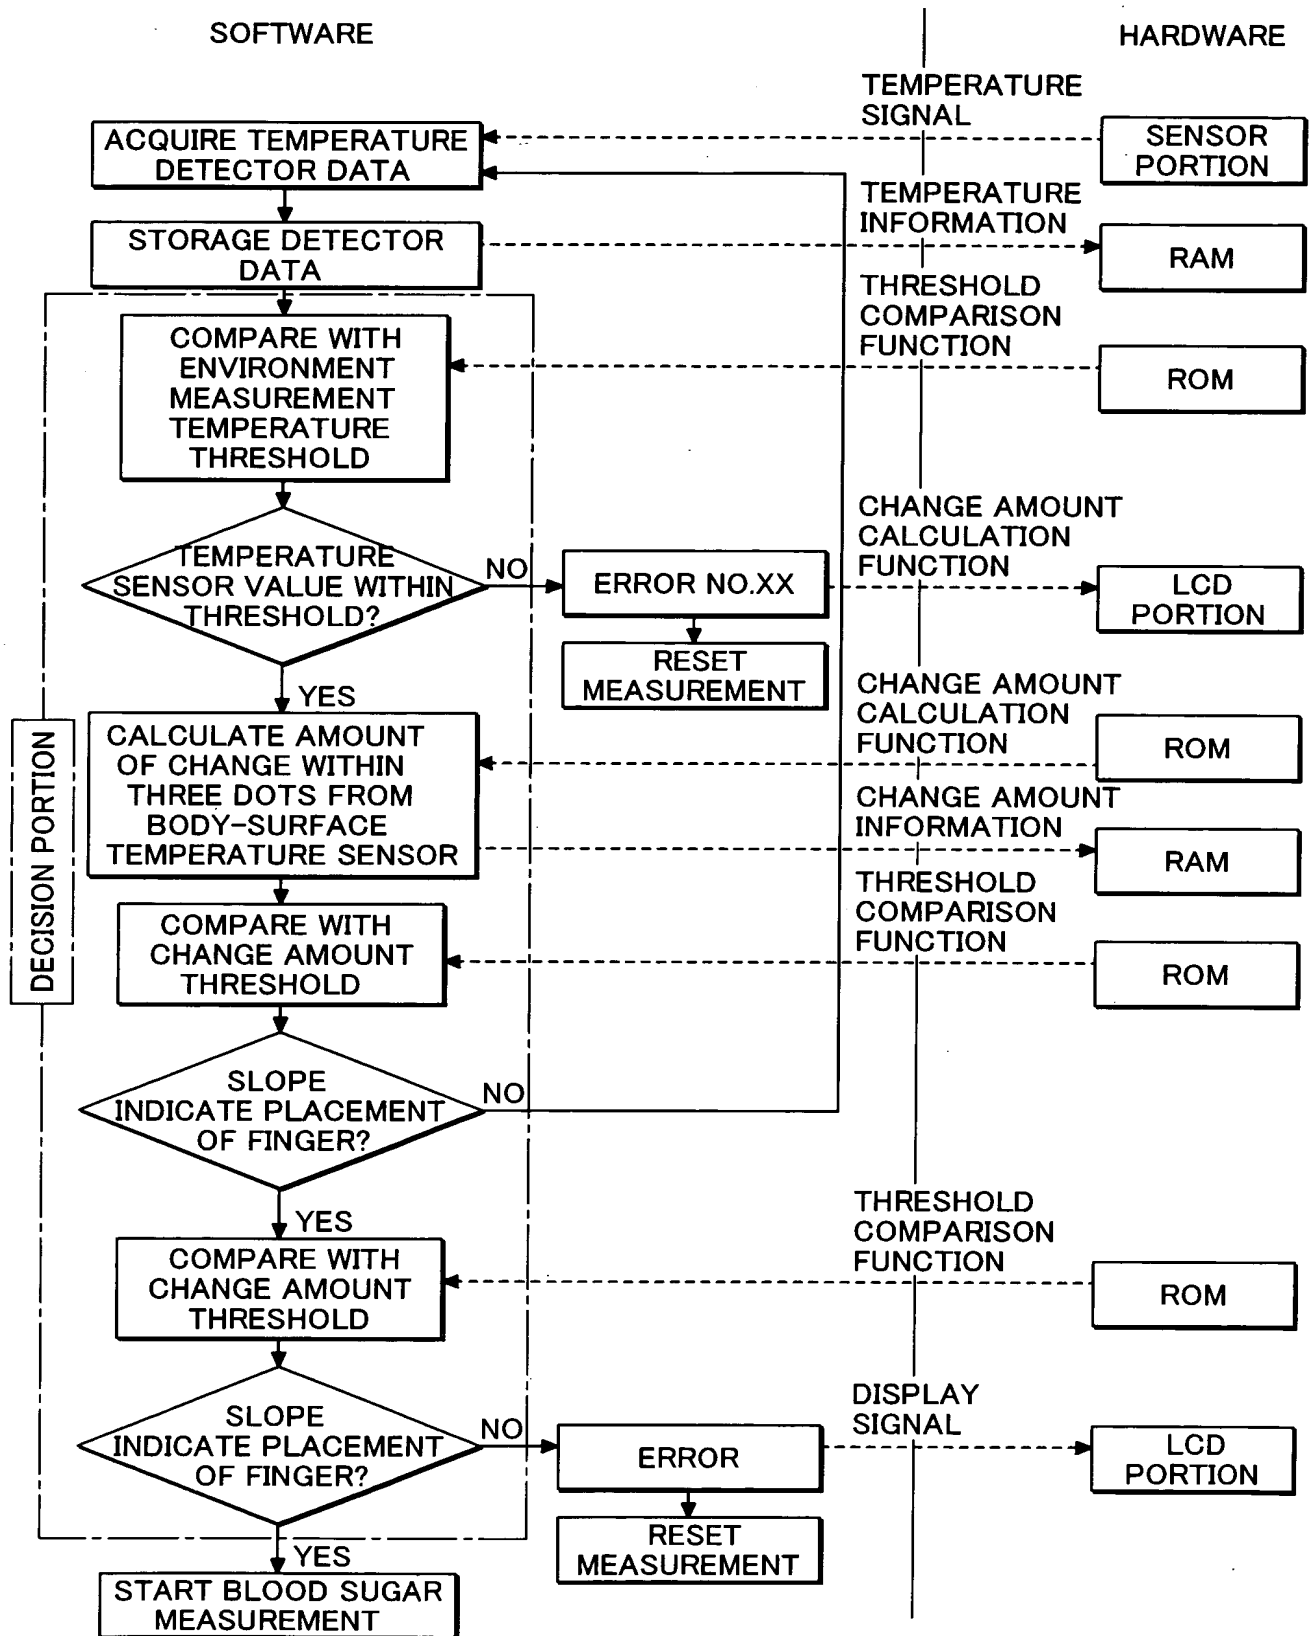 SOFTWARE
HARDWARE
TEMPERATURE
SIGNAL
ACQUIRE TEMPERATURE
DETECTOR DATA
SENSOR
PORTION
TEMPERATURE
INFORMATION
STORAGE DETECTOR
DATA
RAM
THRESHOLD
COMPARISON
FUNCTION
COMPARE WITH
ENVIRONMENT
MEASUREMENT
TEMPERATURE
THRESHOLD
ROM
CHANGE AMOUNT
CALCULATION
FUNCTION
TEMPERATURE
SENSOR VALUE WITHIN
THRESHOLD?
NO
ERROR NO.XX
LCD
PORTION
RESET
MEASUREMENT
YES
CHANGE AMOUNT
CALCULATION
FUNCTION
DECISION PORTION
CALCULATE AMOUNT
OF CHANGE WITHIN
THREE DOTS FROM
BODY-SURFACE
TEMPERATURE SENSOR
ROM
CHANGE AMOUNT
INFORMATION
RAM
THRESHOLD
COMPARISON
FUNCTION
COMPARE WITH
CHANGE AMOUNT
THRESHOLD
ROM
SLOPE
INDICATE PLACEMENT
OF FINGER?
NO
YES
THRESHOLD
COMPARISON
FUNCTION
COMPARE WITH
CHANGE AMOUNT
THRESHOLD
ROM
SLOPE
INDICATE PLACEMENT
OF FINGER?
NO
ERROR
DISPLAY
SIGNAL
LCD
PORTION
RESET
MEASUREMENT
YES
START BLOOD SUGAR
MEASUREMENT